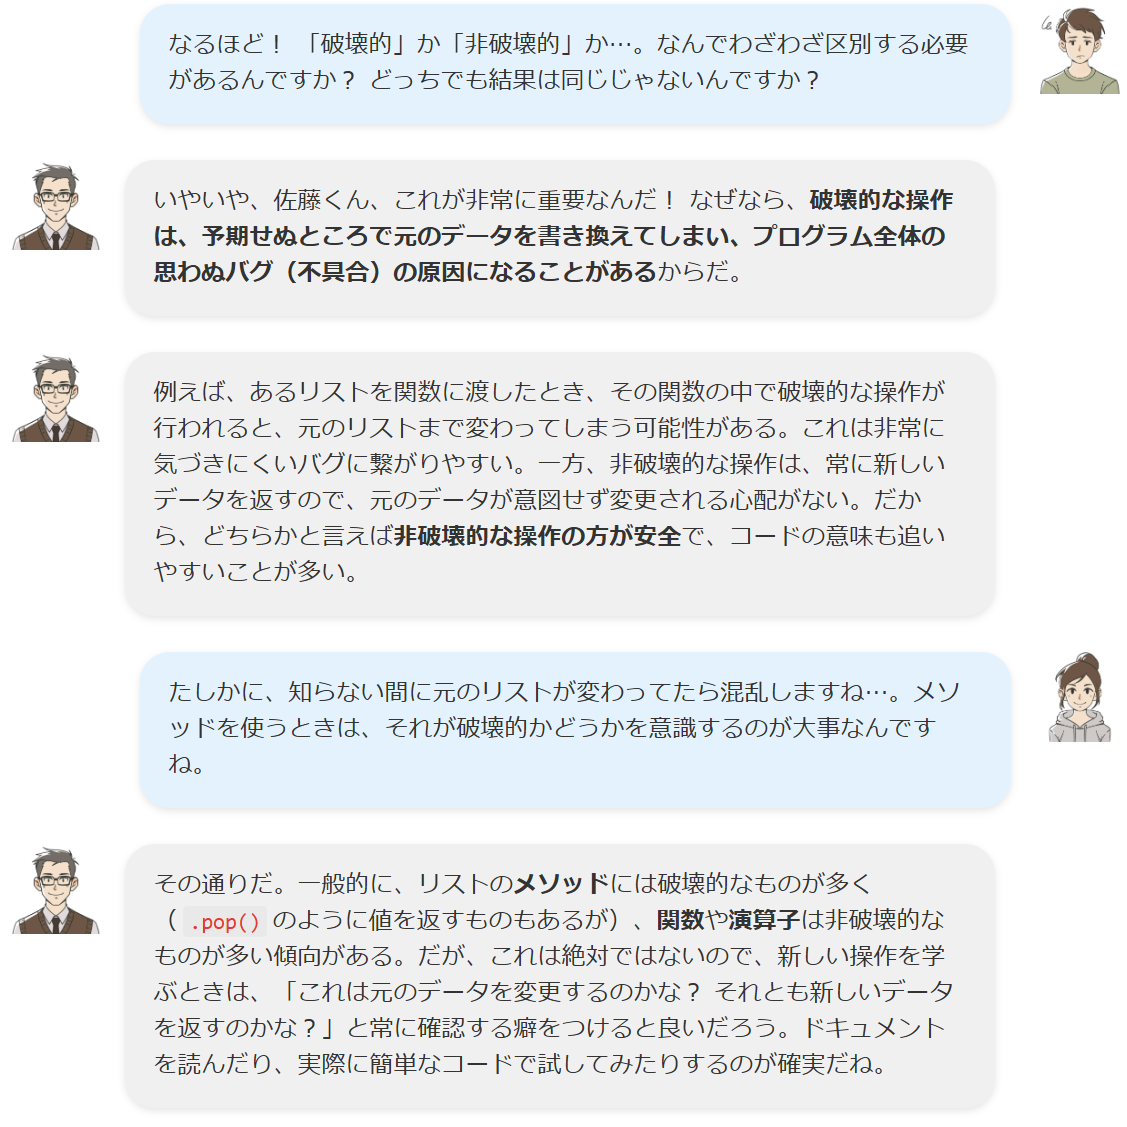 なるほど！ 「破壊的」か「非破壊的」か…。なんでわざわざ区別する必要
があるんですか？ どっちでも結果は同じじゃないんですか？
いやいや、佐藤くん、これが非常に重要なんだ！ なぜなら、破壊的な操作
は、予期せぬところで元のデータを書き換えてしまい、プログラム全体の
思わぬバグ（不具合）の原因になることがあるからだ。
例えば、あるリストを関数に渡したとき、その関数の中で破壊的な操作が
行われると、元のリストまで変わってしまう可能性がある。これは非常に
気づきにくいバグに繋がりやすい。一方、非破壊的な操作は、常に新しい
データを返すので、元のデータが意図せず変更される心配がない。だか
ら、どちらかと言えば非破壊的な操作の方が安全で、コードの意味も追い
やすいことが多い。
たしかに、知らない間に元のリストが変わってたら混乱しますね…。メソ
ッドを使うときは、それが破壊的かどうかを意識するのが大事なんです
ね。
その通りだ。一般的に、リストのメソッドには破壊的なものが多く
（ .pop() のように値を返すものもあるが）、関数や演算子は非破壊的な
ものが多い傾向がある。だが、これは絶対ではないので、新しい操作を学
ぶときは、「これは元のデータを変更するのかな？ それとも新しいデータ
を返すのかな？」と常に確認する癖をつけると良いだろう。ドキュメント
を読んだり、実際に簡単なコードで試してみたりするのが確実だね。